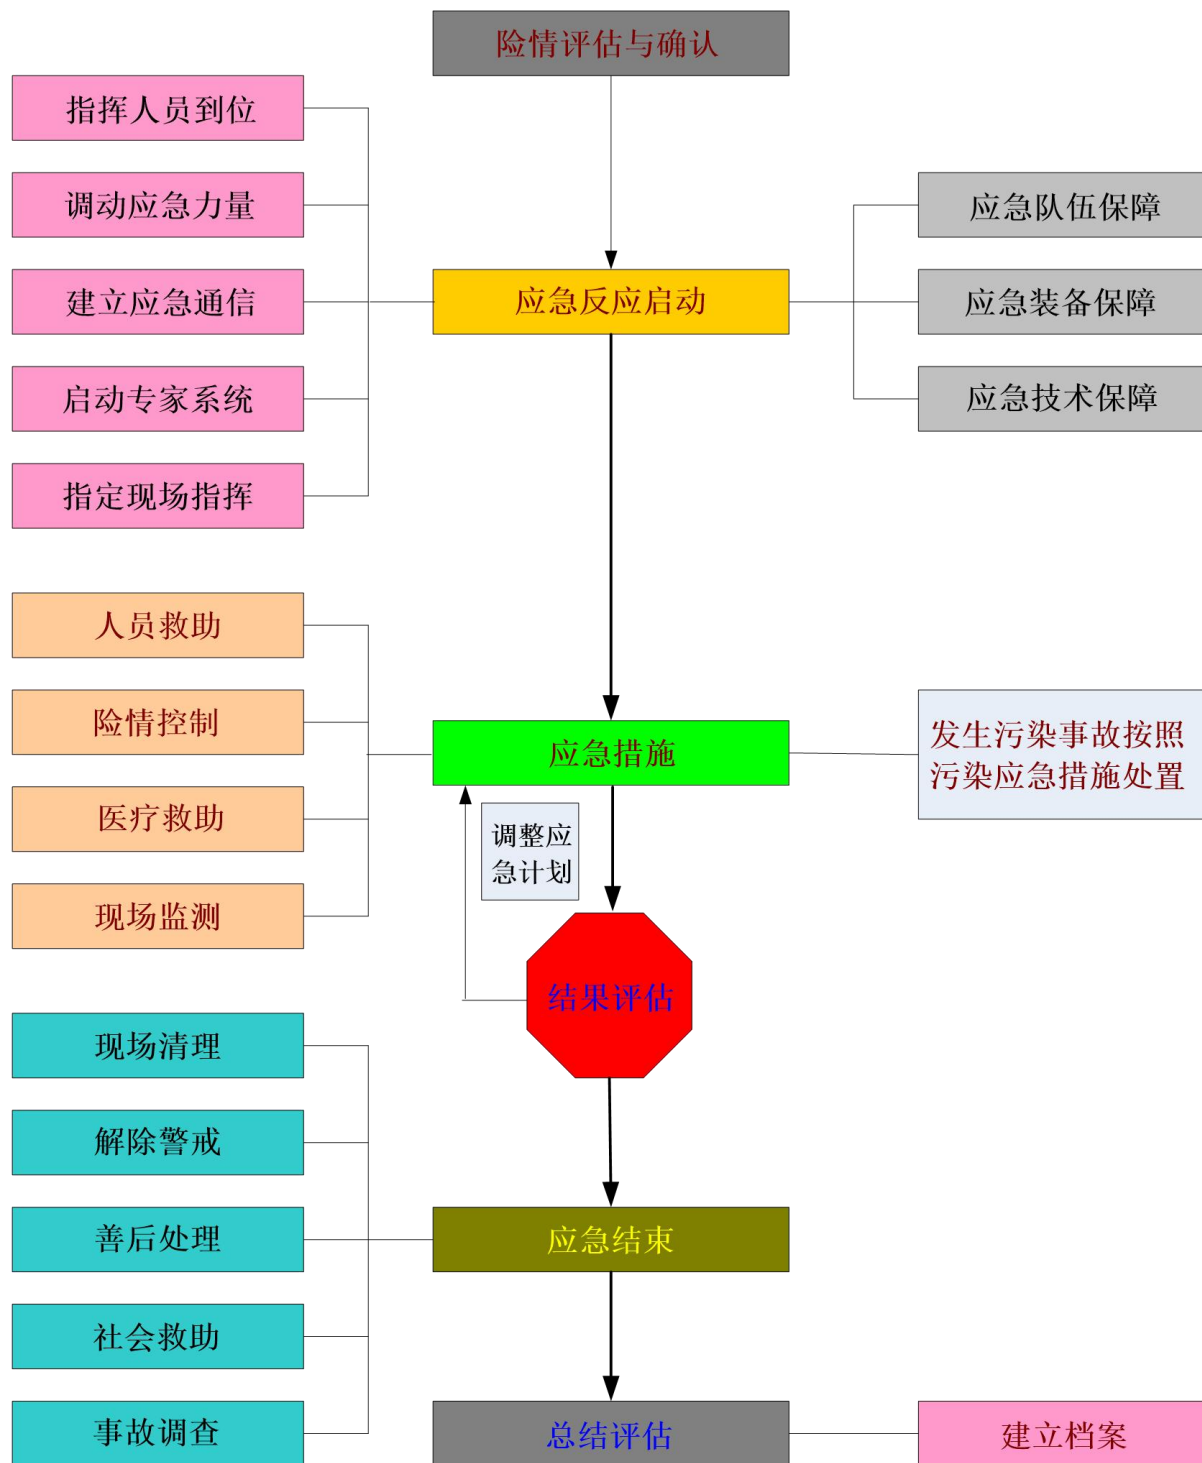 险情评估与确认
指挥人员到位
调动应急力量
建立应急通信
启动专家系统
指定现场指挥
应急反应启动
应急队伍保障
应急装备保障
应急技术保障
人员救助
险情控制
医疗救助
现场监测
应急措施
发生污染事故按照
污染应急措施处置
调整应
急计划
结果评估
现场清理
解除警戒
善后处理
社会救助
事故调查
应急结束
总结评估
建立档案